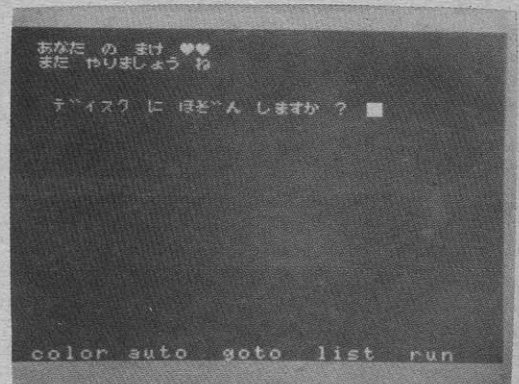 あなた の まけ ♥♥
また やりましょう ね
ディスク に ほぞん しますか ?
color auto goto list run